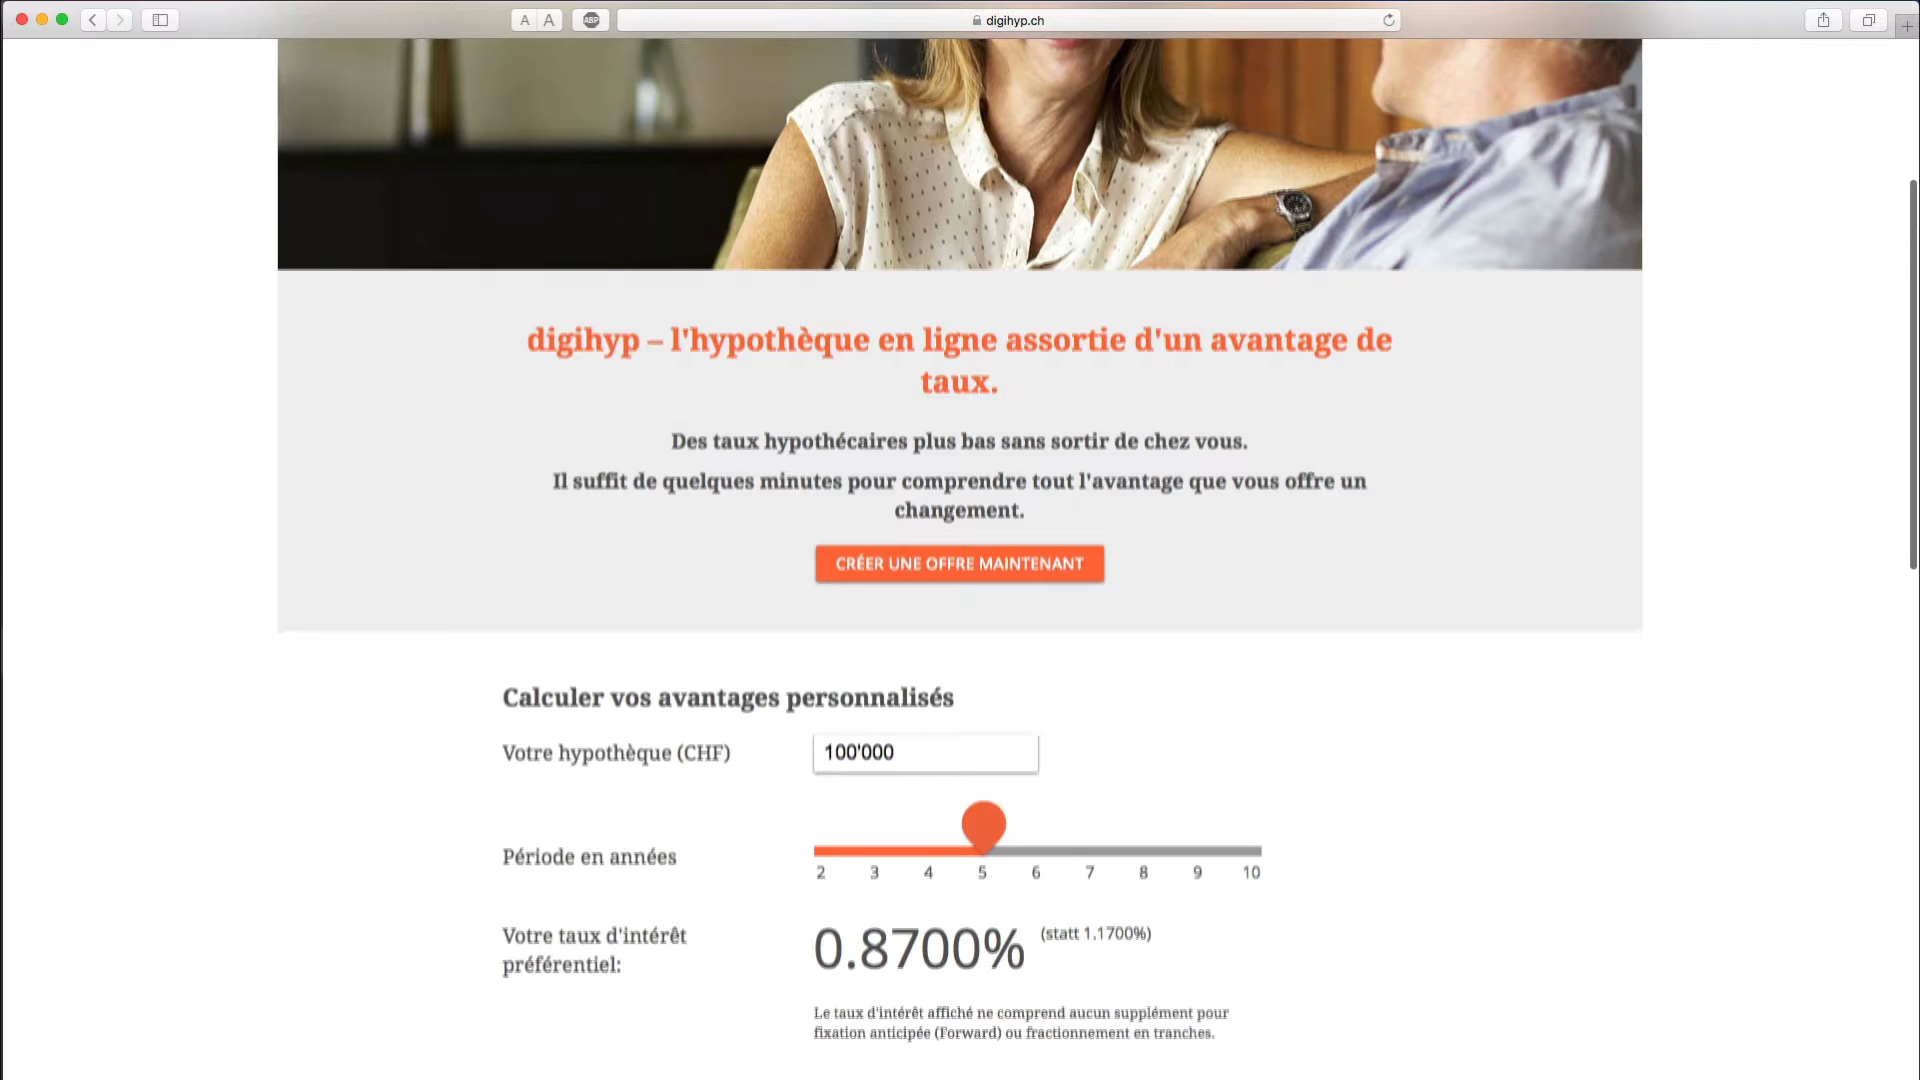 A A ABP digihyp.ch
digihyp – l'hypothèque en ligne assortie d'un avantage de
taux.
Des taux hypothécaires plus bas sans sortir de chez vous.
Il suffit de quelques minutes pour comprendre tout l'avantage que vous offre un
changement.
CRÉER UNE OFFRE MAINTENANT
Calculer vos avantages personnalisés
Votre hypothèque (CHF) 100'000
Période en années
2 3 4 5 6 7 8 9 10
Votre taux d'intérêt
préférentiel:
0.8700% (statt 1.1700%)
Le taux d'intérêt affiché ne comprend aucun supplément pour
fixation anticipée (Forward) ou fractionnement en tranches.